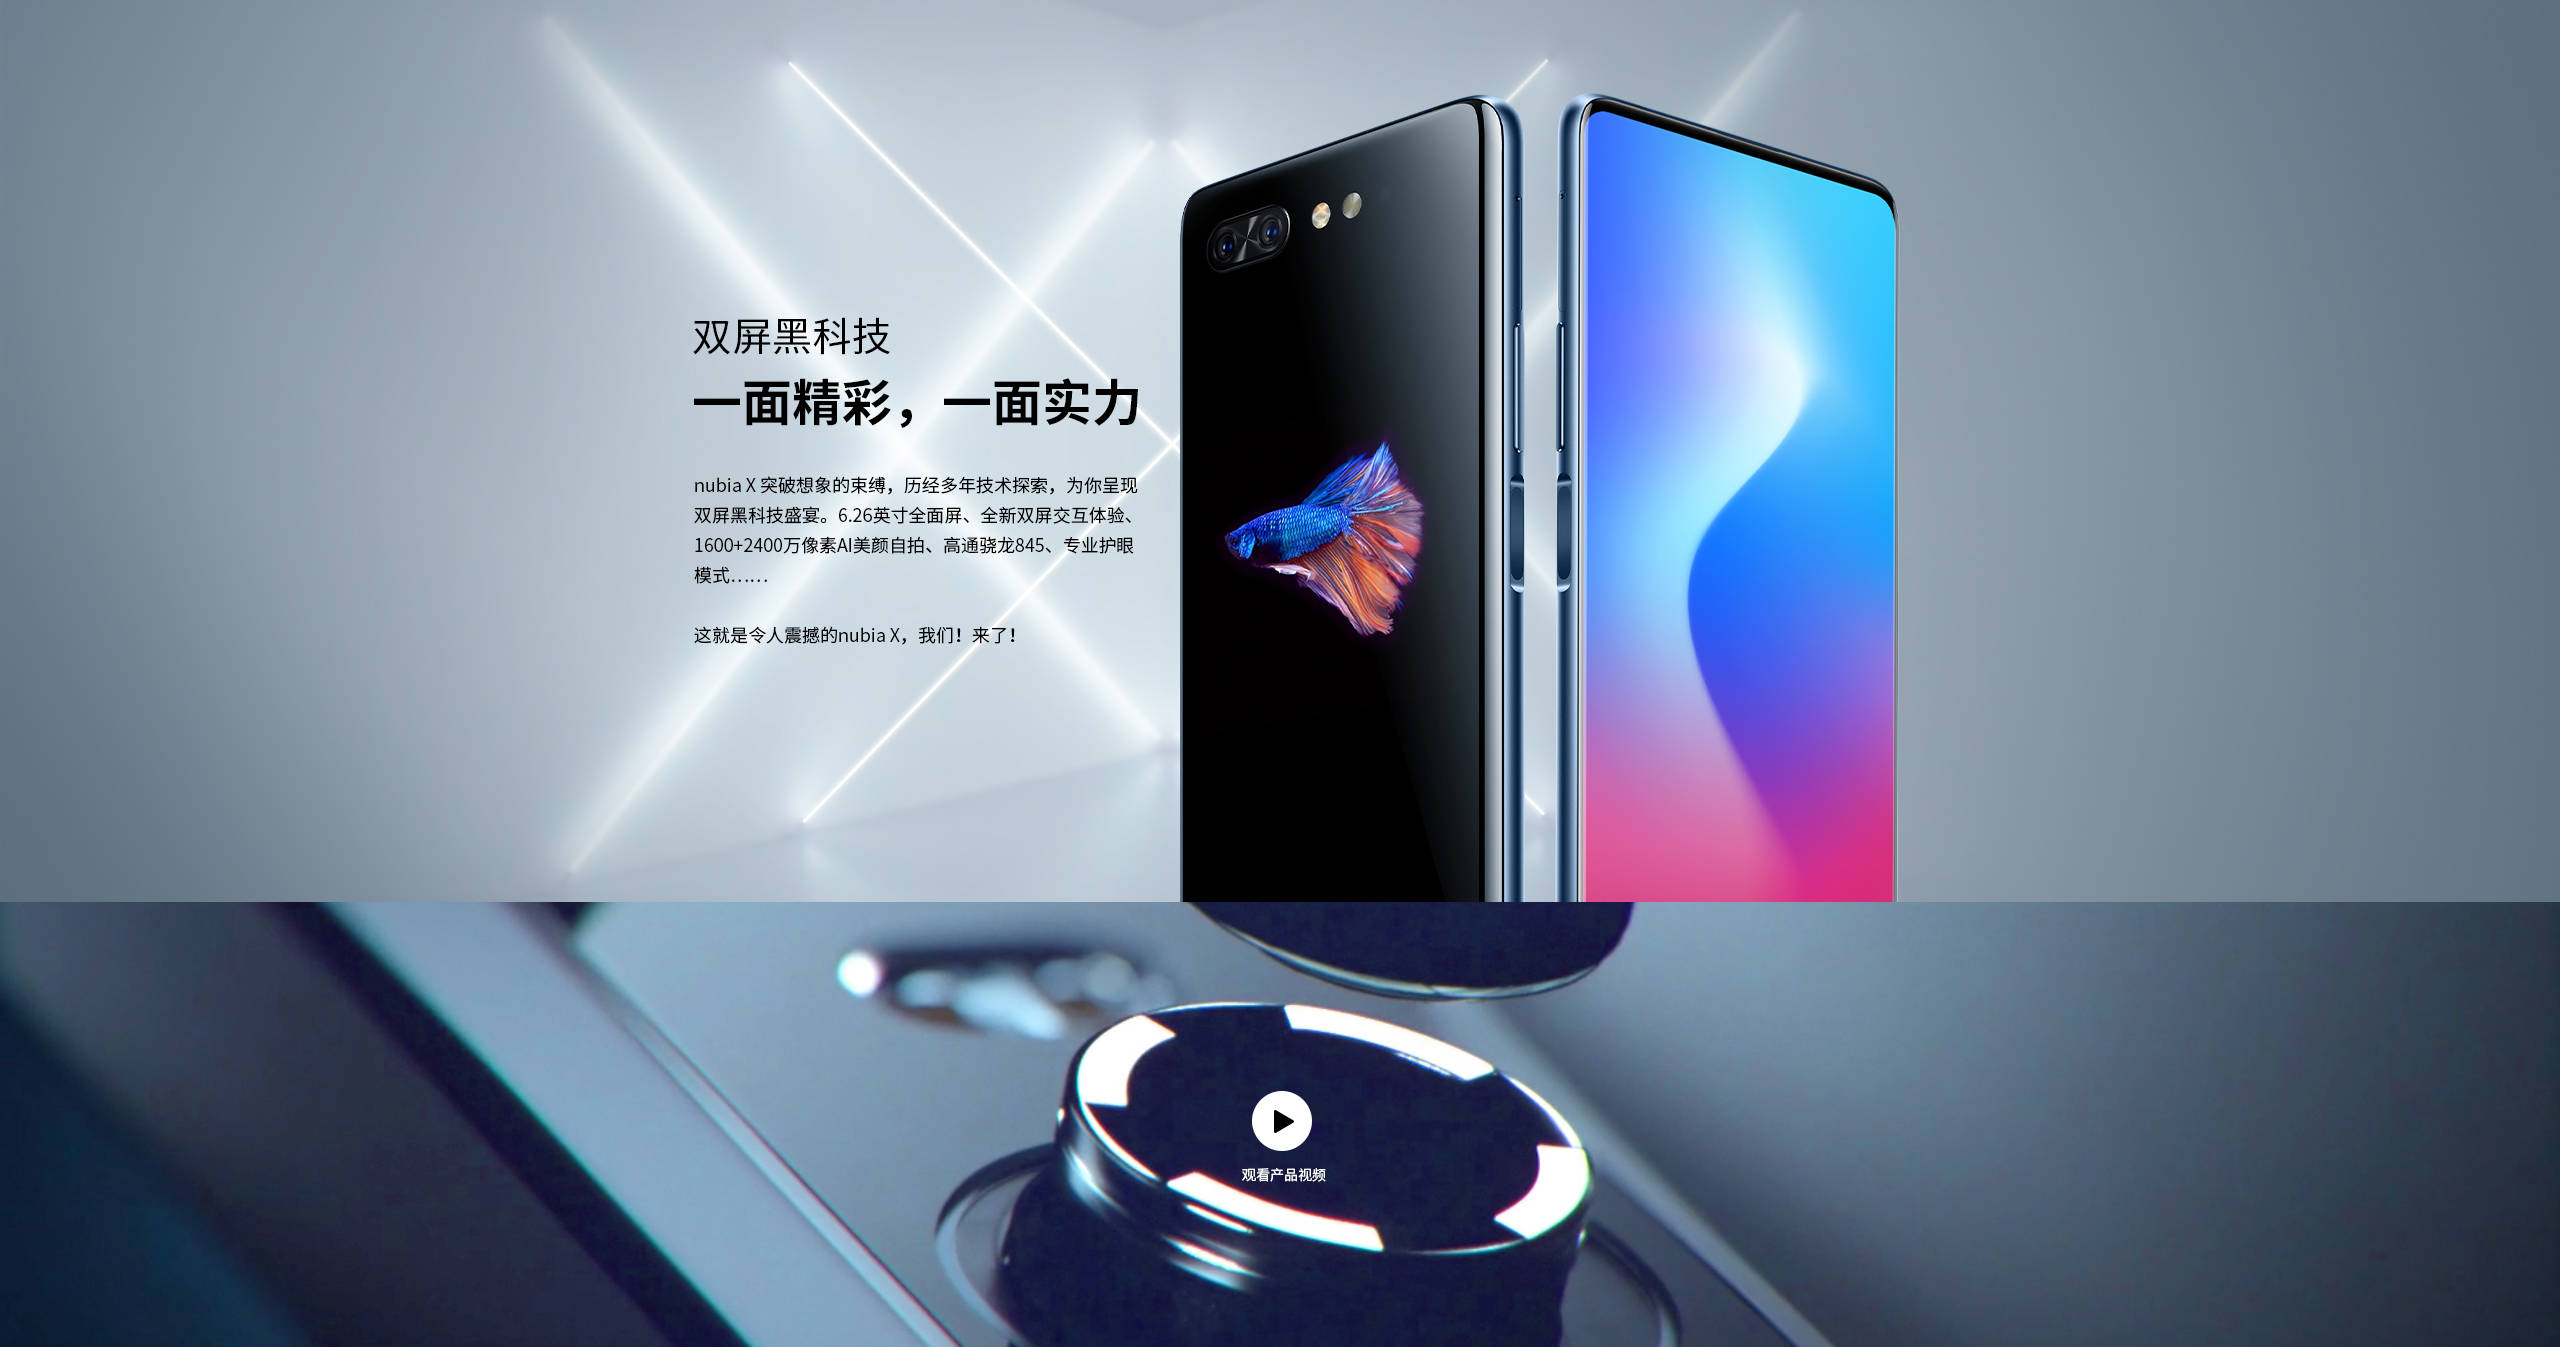 双屏黑科技
一面精彩，一面实力
nubia X 突破想象的束缚，历经多年技术探索，为你呈现
双屏黑科技盛宴。6.26英寸全面屏、全新双屏交互体验、
1600+2400万像素AI美颜自拍、高通骁龙845、专业护眼
模式……
这就是令人震撼的nubia X，我们！来了！
观看产品视频